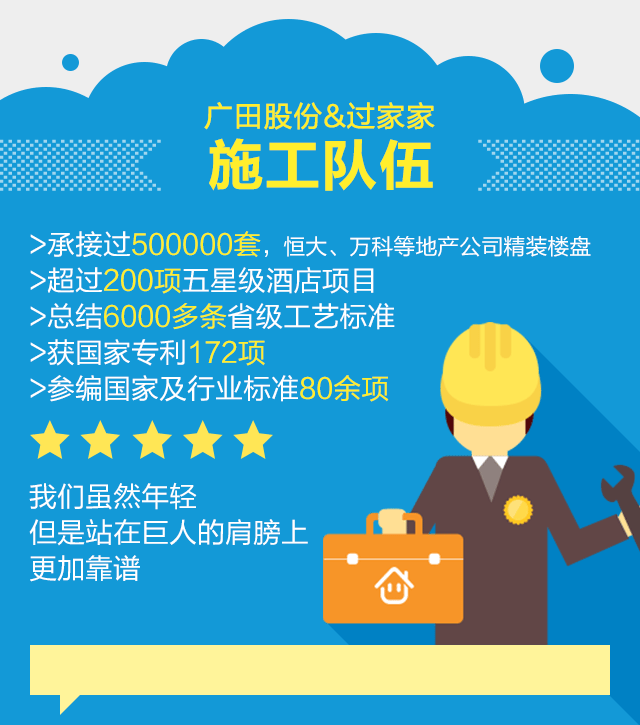 广田股份&过家家
施工队伍
>承接过500000套，恒大、万科等地产公司精装楼盘
>超过200项五星级酒店项目
>总结6000多条省级工艺标准
>获国家专利172项
>参编国家及行业标准80余项
我们虽然年轻
但是站在巨人的肩膀上
更加靠谱